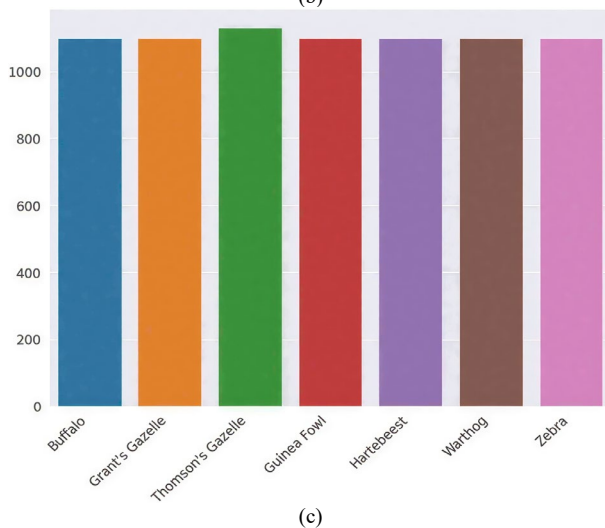 (b)
1000
800
600
400
200
0
Buffalo
Grant's Gazelle
Thomson's Gazelle
Guinea Fowl
Hartebeest
Warthog
Zebra
(c)